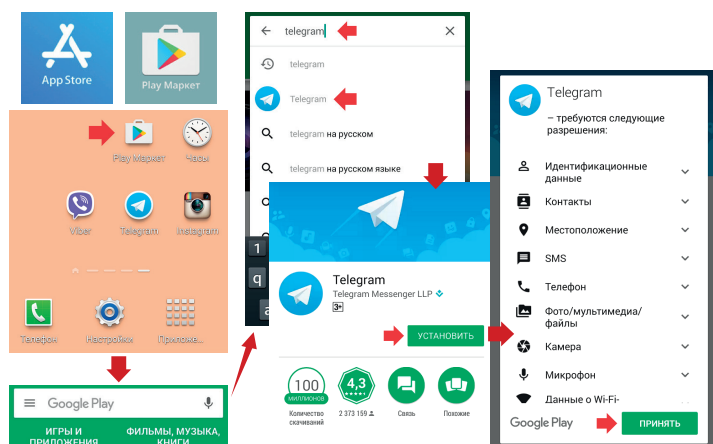 App Store
Play Маркет
Play Маркет
Часы
Viber
Telegram
Instagram
Телефон
Настройки
Приложе...
Google Play
ИГРЫ И
ПРИЛОЖЕНИЯ
ФИЛЬМЫ, МУЗЫКА,
КНИГИ
telegram
telegram
Telegram
telegram на русском
telegram на русском языке
1
q
a
Telegram
Telegram Messenger LLP
3+
УСТАНОВИТЬ
100
МИЛЛИОНОВ
Количество
скачиваний
4,3
2 373 159
Связь
Похожие
Telegram
– требуются следующие
разрешения:
Идентификационные
данные
Контакты
Местоположение
SMS
Телефон
Фото/мультимедиа/
файлы
Камера
Микрофон
Данные о Wi-Fi-
Google Play
ПРИНЯТЬ